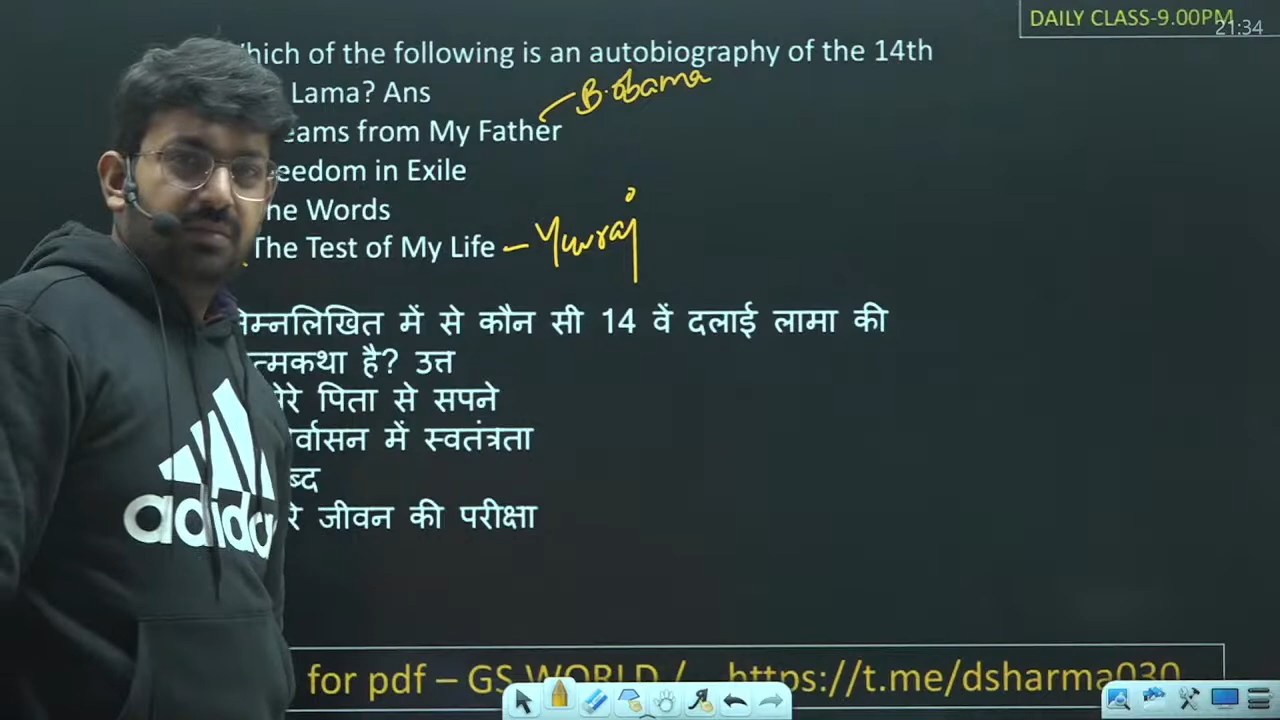 DAILY CLASS-9.00PM
21:34
hich of the following is an autobiography of the 14th
Lama? Ans
B.Obama
eams from My Father
eedom in Exile
he Words
The Test of My Life – Yuvraj
म्नलिखित में से कौन सी 14 वें दलाई लामा की
त्मकथा है? उत्त
रे पिता से सपने
र्वासन में स्वतंत्रता
ब्द
रे जीवन की परीक्षा
adidas
for pdf – GS WORLD / https://t.me/dsharma030